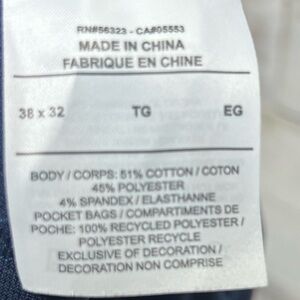 RN#56323 - CA#05553
MADE IN CHINA
FABRIQUE EN CHINE
38 x 32 TG EG
BODY / CORPS: 51% COTTON / COTON
45% POLYESTER
4% SPANDEX / ELASTHANNE
POCKET BAGS / COMPARTIMENTS DE
POCHE: 100% RECYCLED POLYESTER /
POLYESTER RECYCLE
EXCLUSIVE OF DECORATION /
DECORATION NON COMPRISE